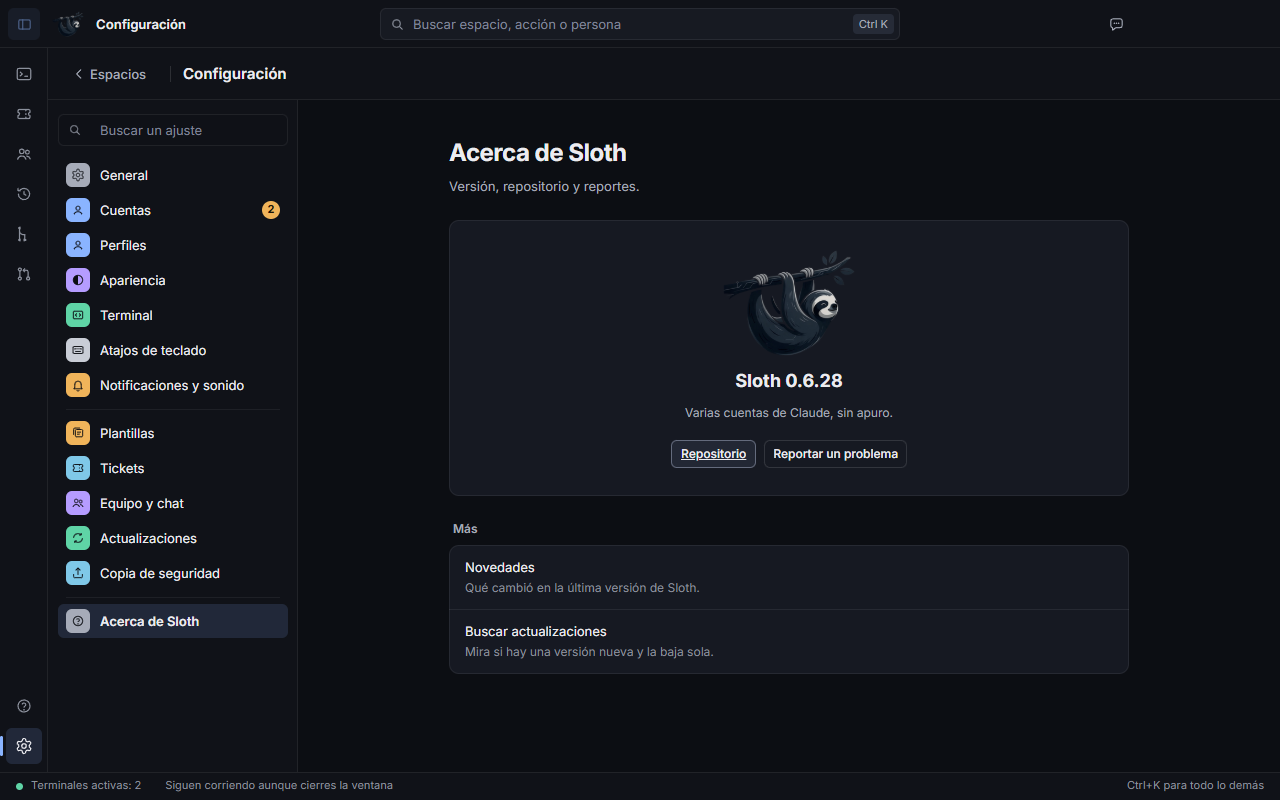 Configuración
Buscar espacio, acción o persona
Ctrl K
Espacios
Configuración
Buscar un ajuste
General
Cuentas
2
Perfiles
Apariencia
Terminal
Atajos de teclado
Notificaciones y sonido
Plantillas
Tickets
Equipo y chat
Actualizaciones
Copia de seguridad
Acerca de Sloth
Acerca de Sloth
Versión, repositorio y reportes.
Sloth 0.6.28
Varias cuentas de Claude, sin apuro.
Repositorio
Reportar un problema
Más
Novedades
Qué cambió en la última versión de Sloth.
Buscar actualizaciones
Mira si hay una versión nueva y la baja sola.
Terminales activas: 2
Siguen corriendo aunque cierres la ventana
Ctrl+K para todo lo demás